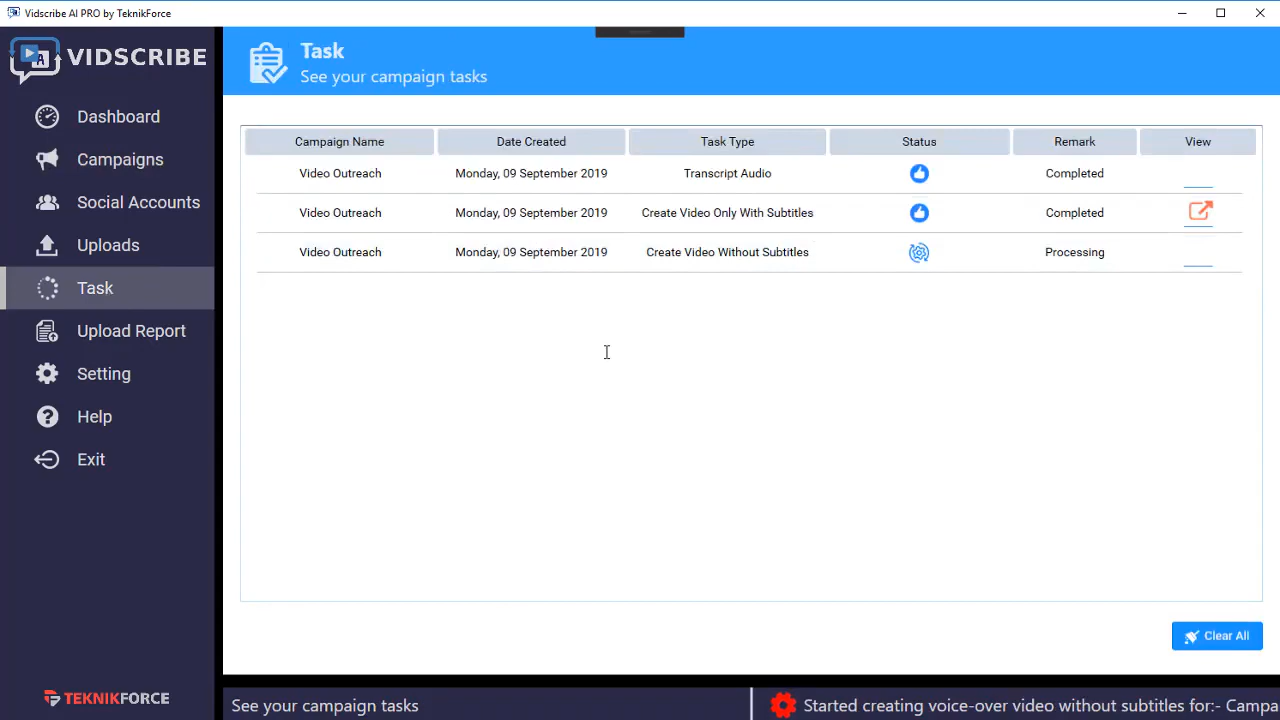 Vidscribe AI PRO by TeknikForce
VIDSCRIBE
Dashboard
Campaigns
Social Accounts
Uploads
Task
Upload Report
Setting
Help
Exit
TEKNIKFORCE
Task
See your campaign tasks
Campaign Name Date Created Task Type Status Remark View
Video Outreach Monday, 09 September 2019 Transcript Audio Completed
Video Outreach Monday, 09 September 2019 Create Video Only With Subtitles Completed
Video Outreach Monday, 09 September 2019 Create Video Without Subtitles Processing
Clear All
See your campaign tasks
Started creating voice-over video without subtitles for:- Campa